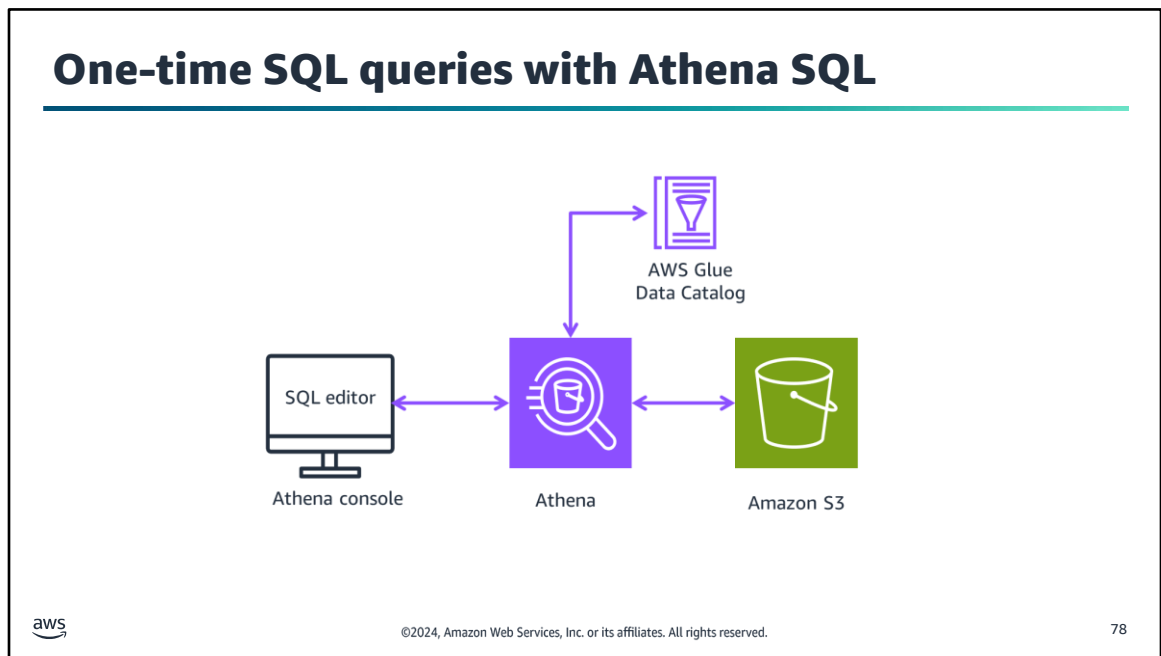 One-time SQL queries with Athena SQL
AWS Glue
Data Catalog
SQL editor
Athena console
Athena
Amazon S3
aws
©2024, Amazon Web Services, Inc. or its affiliates. All rights reserved.
78